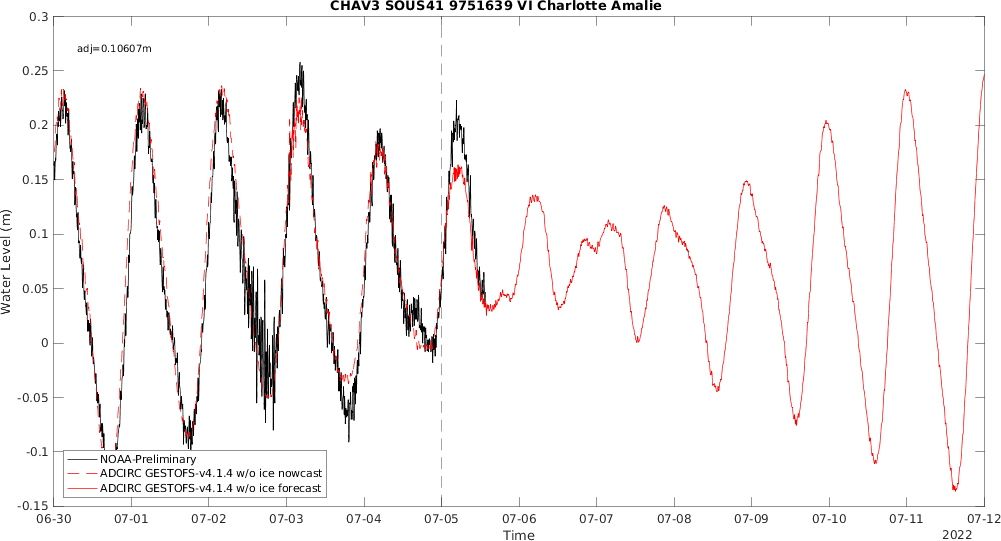 CHAV3 SOUS41 9751639 VI Charlotte Amalie
adj=0.10607m
0.3
0.25
0.2
0.15
0.1
0.05
0
-0.05
-0.1
-0.15
Water Level (m)
NOAA-Preliminary
ADCIRC GESTOFS-v4.1.4 w/o ice nowcast
ADCIRC GESTOFS-v4.1.4 w/o ice forecast
06-30 07-01 07-02 07-03 07-04 07-05 07-06 07-07 07-08 07-09 07-10 07-11 07-12
Time
2022